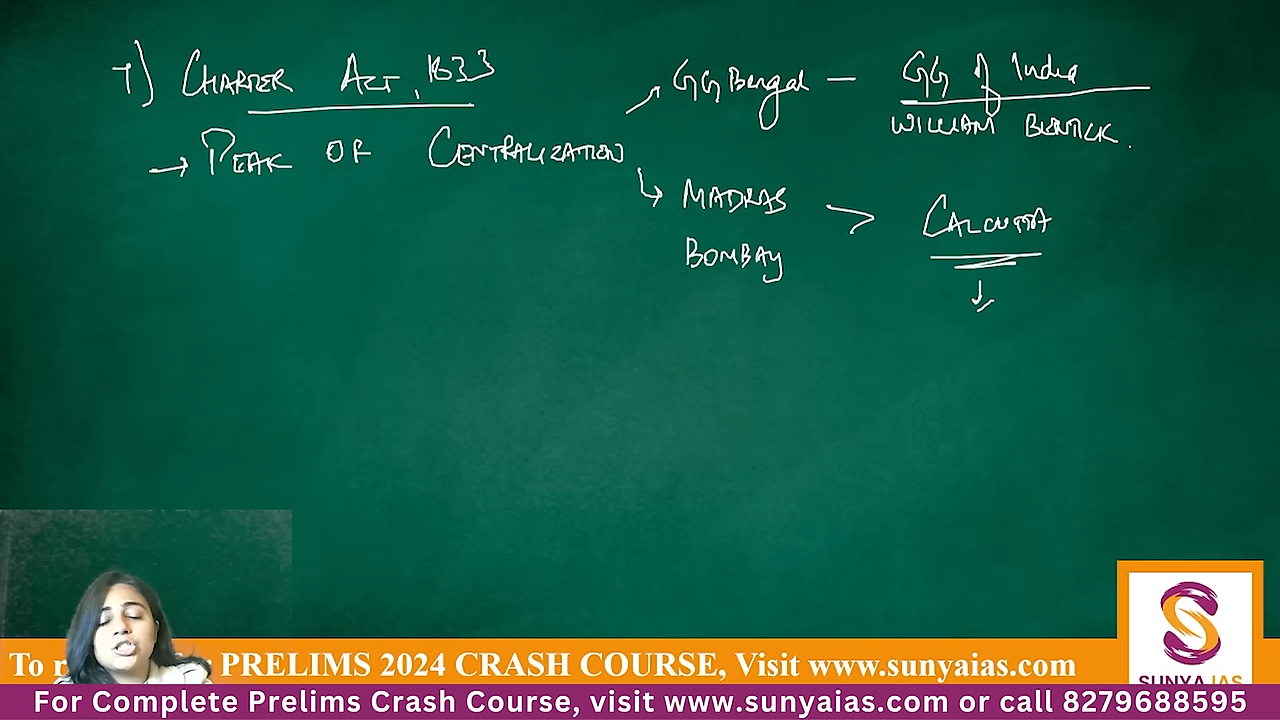 7) CHARTER ACT, 1833
→ PEAK OF CENTRALIZATION
GG Bengal — GG of India
WILLIAM BENTICK.
MADRAS
BOMBAY
> CALCUTTA
PRELIMS 2024 CRASH COURSE, Visit www.sunyaias.com
For Complete Prelims Crash Course, visit www.sunyaias.com or call 8279688595
SUNYA IAS